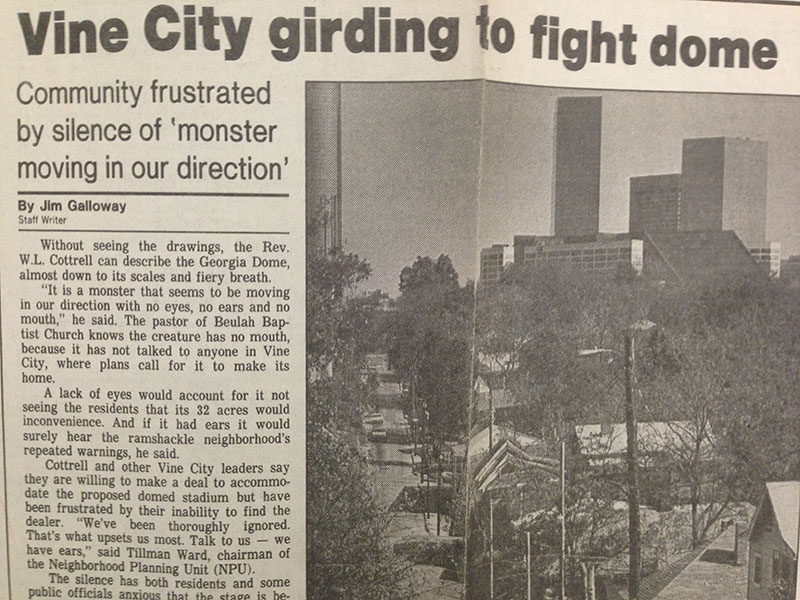 Vine City girding to fight dome
Community frustrated
by silence of 'monster
moving in our direction'
By Jim Galloway
Staff Writer
Without seeing the drawings, the Rev.
W.L. Cottrell can describe the Georgia Dome,
almost down to its scales and fiery breath.
"It is a monster that seems to be moving
in our direction with no eyes, no ears and no
mouth," he said. The pastor of Beulah Bap-
tist Church knows the creature has no mouth,
because it has not talked to anyone in Vine
City, where plans call for it to make its
home.
A lack of eyes would account for it not
seeing the residents that its 32 acres would
inconvenience. And if it had ears it would
surely hear the ramshackle neighborhood's
repeated warnings, he said.
Cottrell and other Vine City leaders say
they are willing to make a deal to accommo-
date the proposed domed stadium but have
been frustrated by their inability to find the
dealer. "We've been thoroughly ignored.
That's what upsets us most. Talk to us — we
have ears," said Tillman Ward, chairman of
the Neighborhood Planning Unit (NPU).
The silence has both residents and some
public officials anxious that the stage is be-